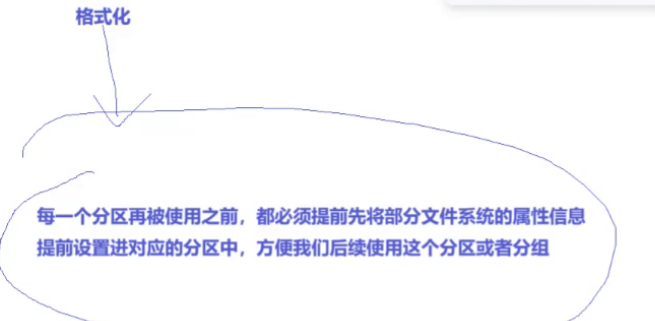 格式化
每一个分区再被使用之前，都必须提前先将部分文件系统的属性信息
提前设置进对应的分区中，方便我们后续使用这个分区或者分组